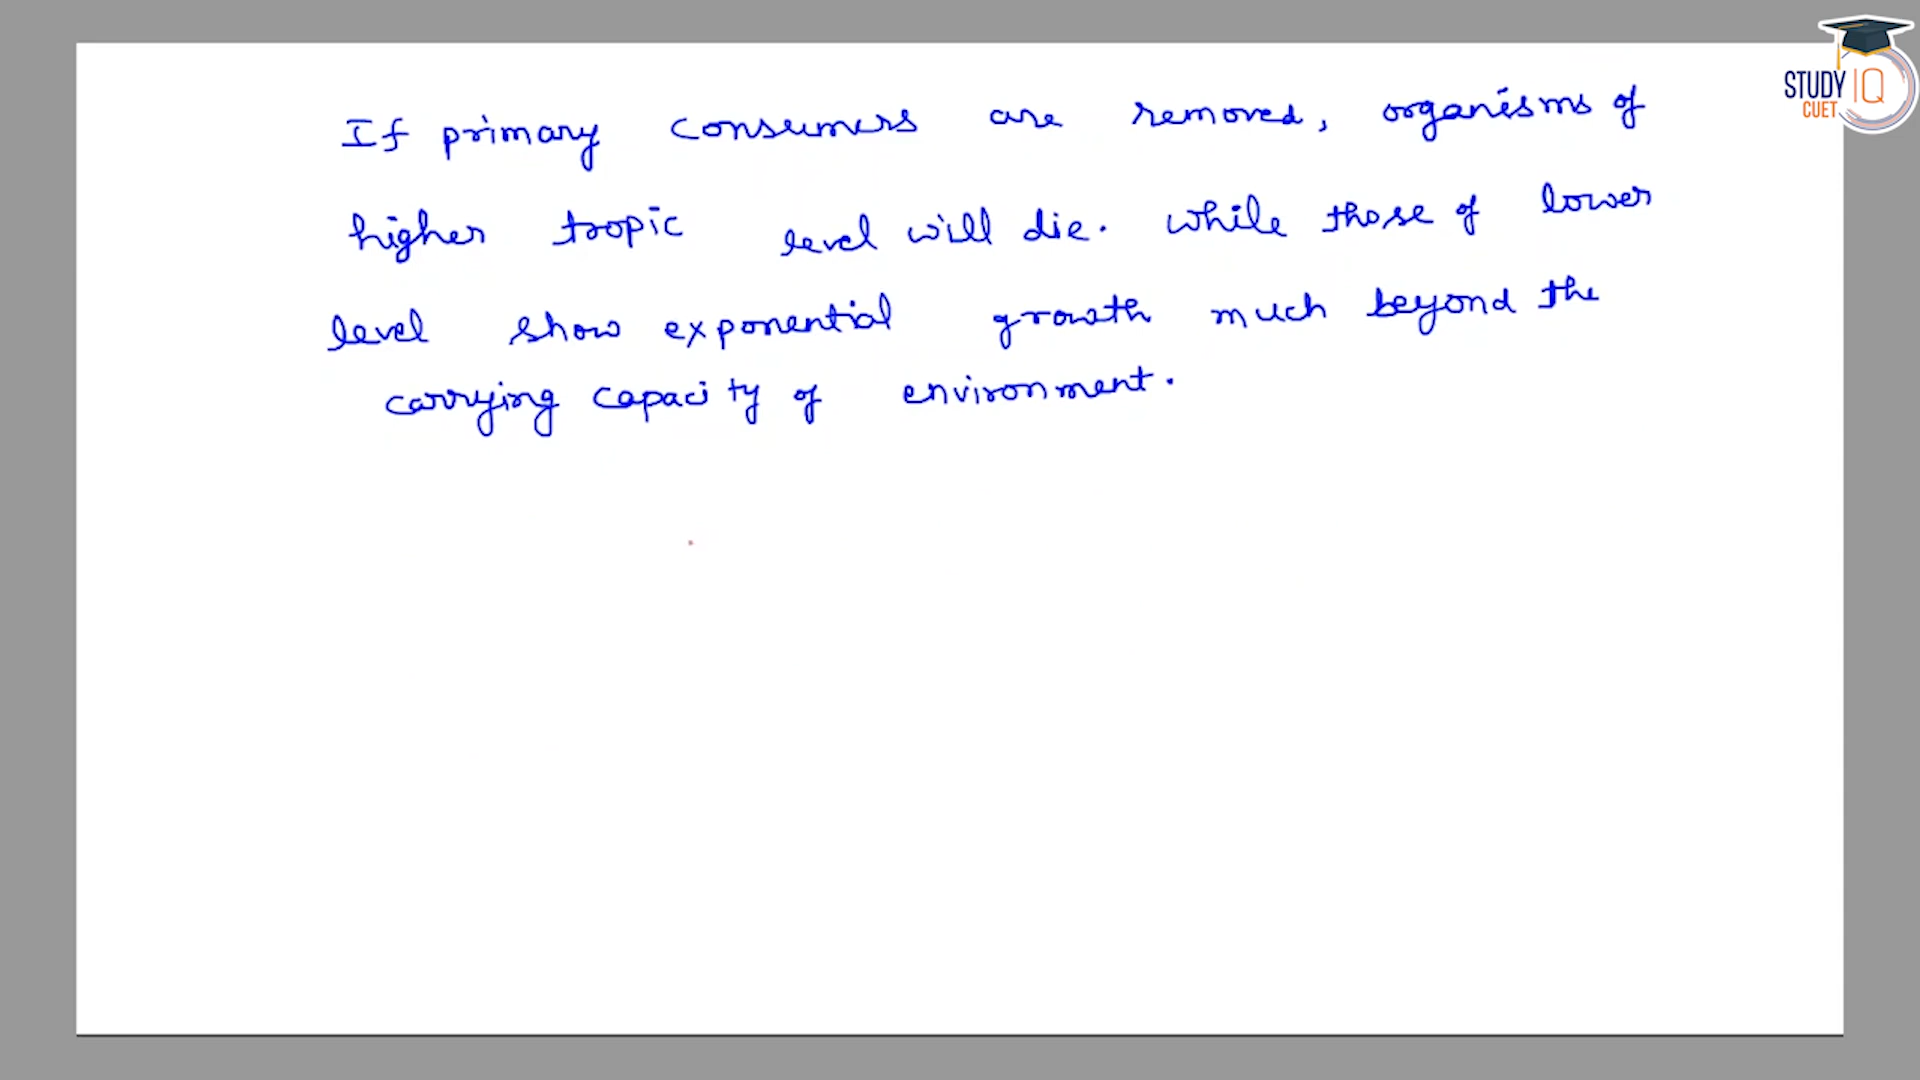 STUDY IQ
CUET
If primary consumers are removed, organisms of
higher tropic level will die. While those of lower
level show exponential growth much beyond the
carrying capacity of environment.